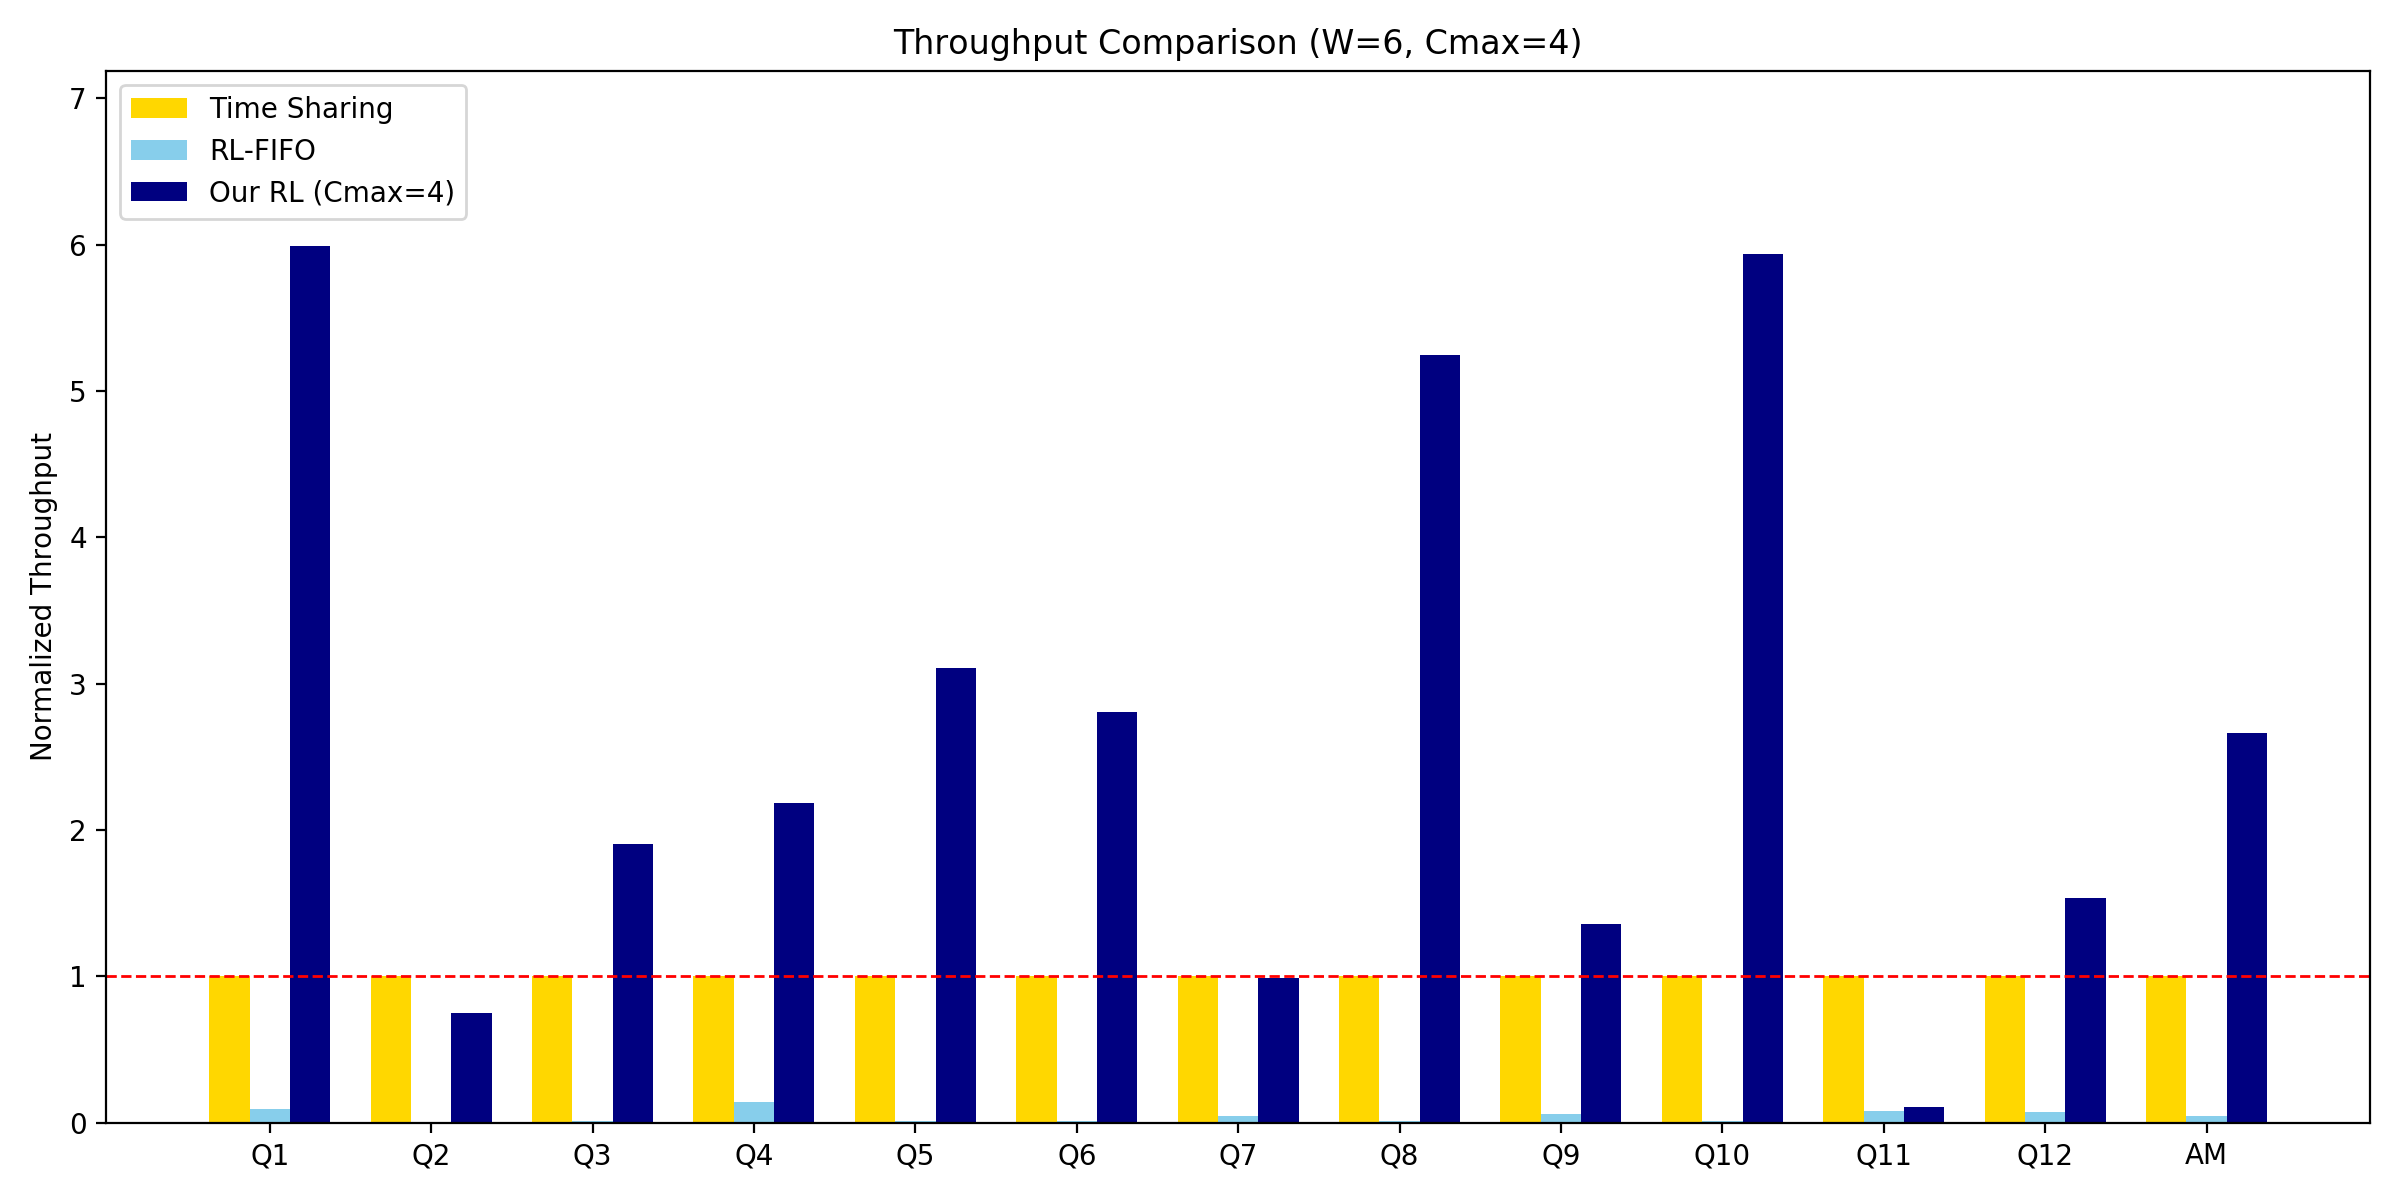 Throughput Comparison (W=6, Cmax=4)
Time Sharing
RL-FIFO
Our RL (Cmax=4)
Normalized Throughput
7
6
5
4
3
2
1
0
Q1 Q2 Q3 Q4 Q5 Q6 Q7 Q8 Q9 Q10 Q11 Q12 AM